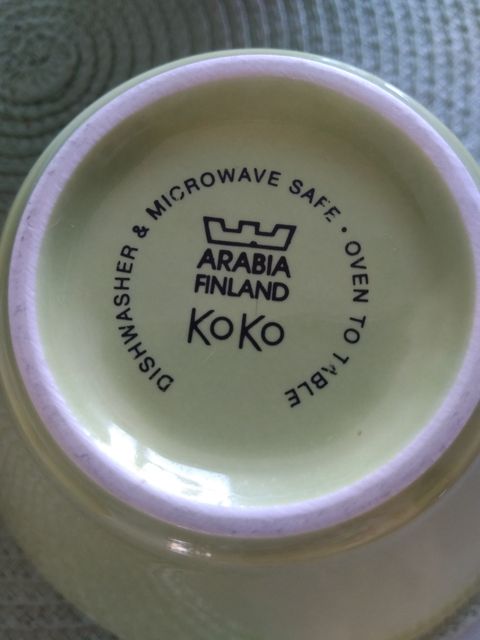 DISHWASHER & MICROWAVE SAFE • OVEN TO TABLE
ARABIA
FINLAND
KoKo